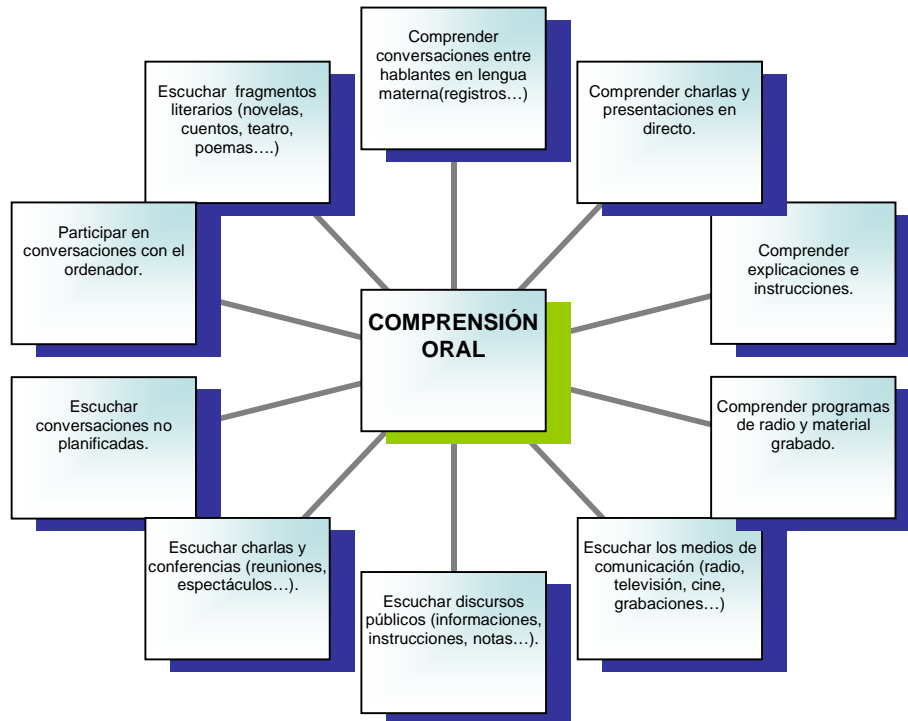 Comprender
conversaciones entre
hablantes en lengua
materna(registros…)
Comprender charlas y
presentaciones en
directo.
Comprender
explicaciones e
instrucciones.
Comprender programas
de radio y material
grabado.
Escuchar los medios de
comunicación (radio,
televisión, cine,
grabaciones…)
Escuchar discursos
públicos (informaciones,
instrucciones, notas…).
Escuchar charlas y
conferencias (reuniones,
espectáculos…).
Escuchar
conversaciones no
planificadas.
Participar en
conversaciones con el
ordenador.
Escuchar fragmentos
literarios (novelas,
cuentos, teatro,
poemas….)
COMPRENSIÓN
ORAL